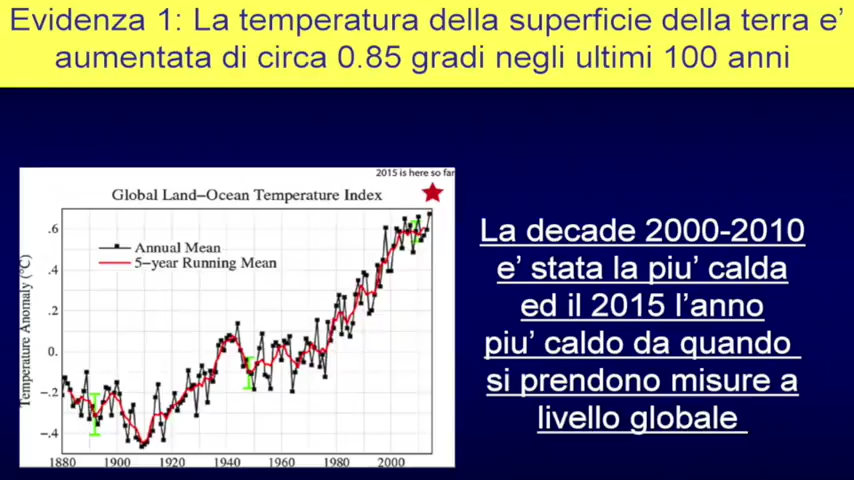 Evidenza 1: La temperatura della superficie della terra e'
aumentata di circa 0.85 gradi negli ultimi 100 anni
2015 is here so far
Global Land–Ocean Temperature Index
Annual Mean
5–year Running Mean
Temperature Anomaly (°C)
.6
.4
.2
0.
–.2
–.4
1880 1900 1920 1940 1960 1980 2000
La decade 2000-2010
e' stata la piu' calda
ed il 2015 l'anno
piu' caldo da quando
si prendono misure a
livello globale